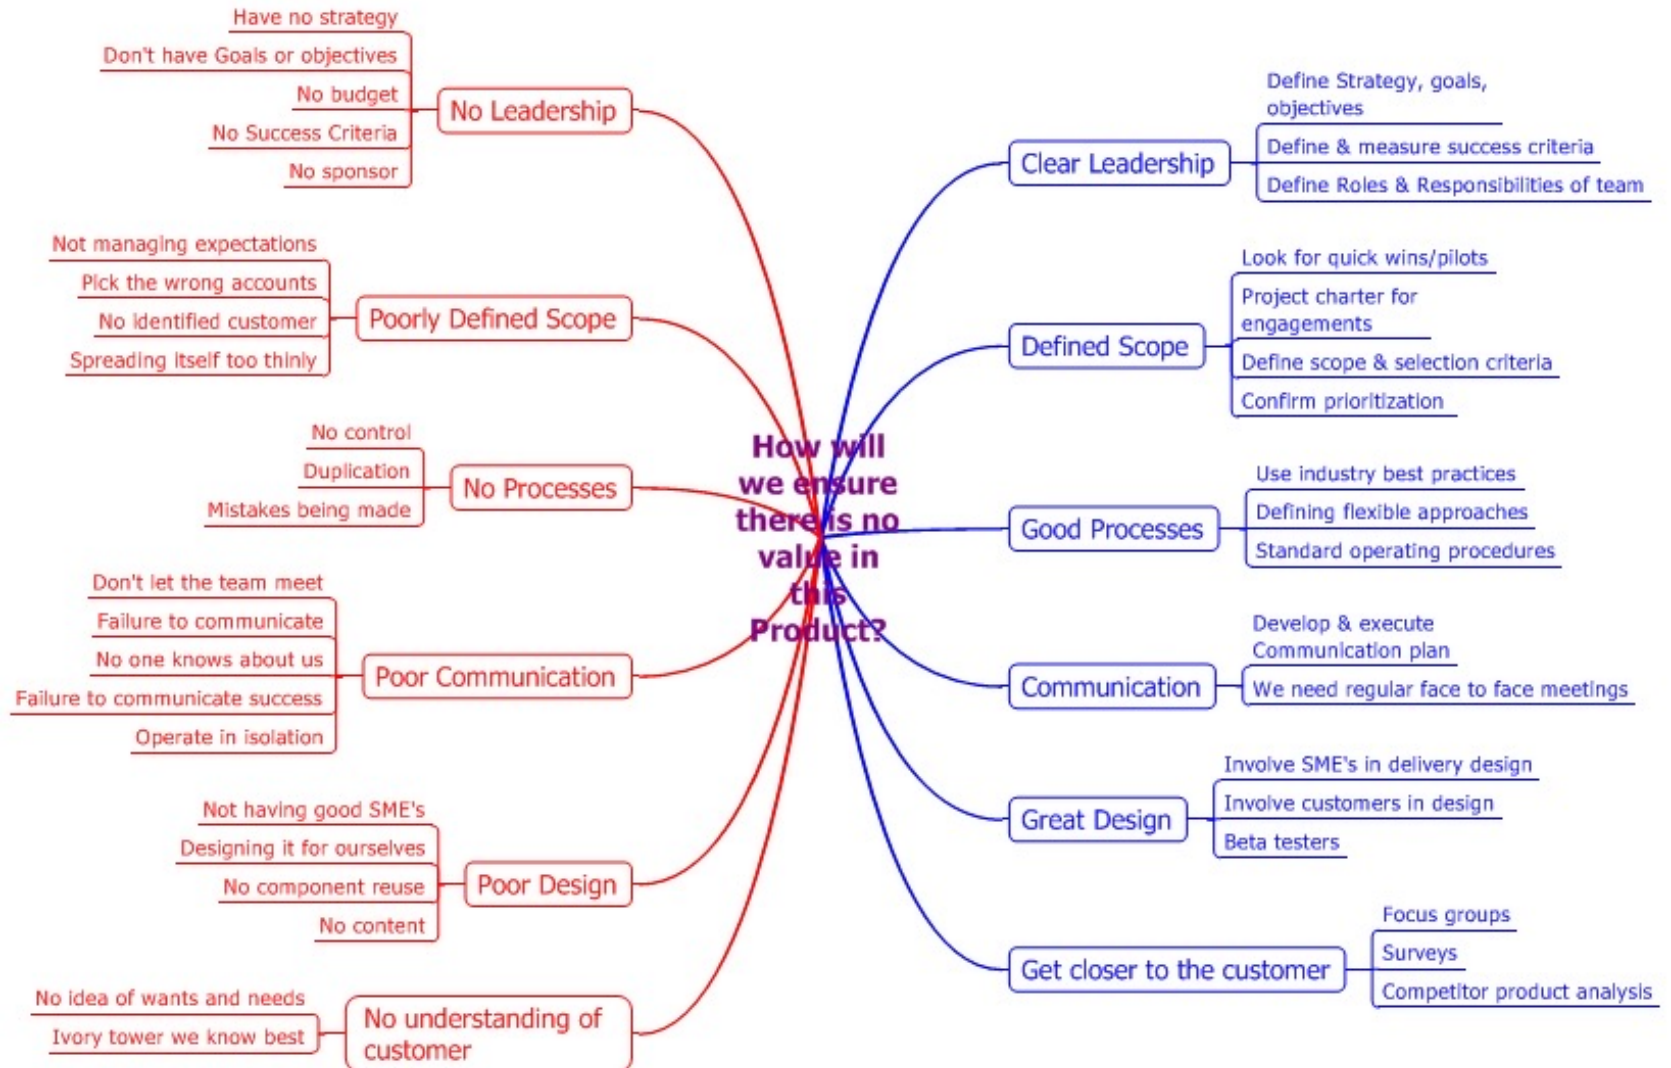 Have no strategy
Don't have Goals or objectives
No budget
No Success Criteria
No sponsor
No Leadership
Not managing expectations
Pick the wrong accounts
No identified customer
Spreading itself too thinly
Poorly Defined Scope
No control
Duplication
Mistakes being made
No Processes
Don't let the team meet
Failure to communicate
No one knows about us
Failure to communicate success
Operate in isolation
Poor Communication
Not having good SME's
Designing it for ourselves
No component reuse
No content
Poor Design
No idea of wants and needs
Ivory tower we know best
No understanding of
customer
How will
we ensure
there is no
value in
this
Product?
Clear Leadership
Define Strategy, goals,
objectives
Define & measure success criteria
Define Roles & Responsibilities of team
Defined Scope
Look for quick wins/pilots
Project charter for
engagements
Define scope & selection criteria
Confirm prioritization
Good Processes
Use industry best practices
Defining flexible approaches
Standard operating procedures
Communication
Develop & execute
Communication plan
We need regular face to face meetings
Great Design
Involve SME's in delivery design
Involve customers in design
Beta testers
Get closer to the customer
Focus groups
Surveys
Competitor product analysis